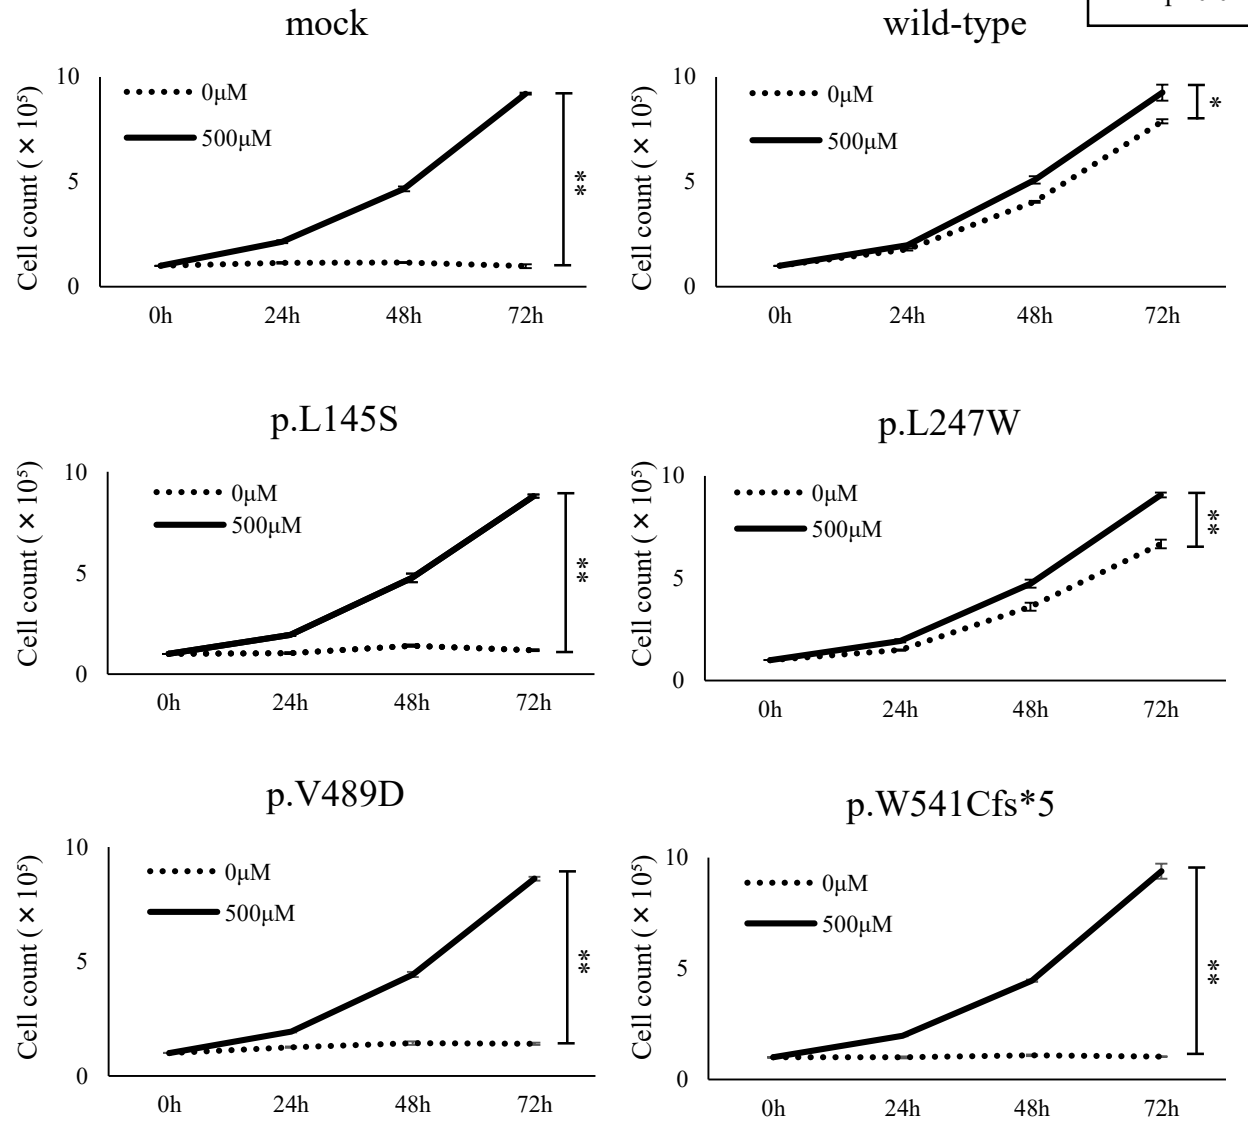 mock
Cell count (×10⁵)
10
5
0
0μM
500μM
**
0h 24h 48h 72h
wild-type
Cell count (×10⁵)
10
5
0
0μM
500μM
*
0h 24h 48h 72h
p.L145S
Cell count (×10⁵)
10
5
0
0μM
500μM
**
0h 24h 48h 72h
p.L247W
Cell count (×10⁵)
10
5
0
0μM
500μM
**
0h 24h 48h 72h
p.V489D
Cell count (×10⁵)
10
5
0
0μM
500μM
**
0h 24h 48h 72h
p.W541Cfs*5
Cell count (×10⁵)
10
5
0
0μM
500μM
**
0h 24h 48h 72h